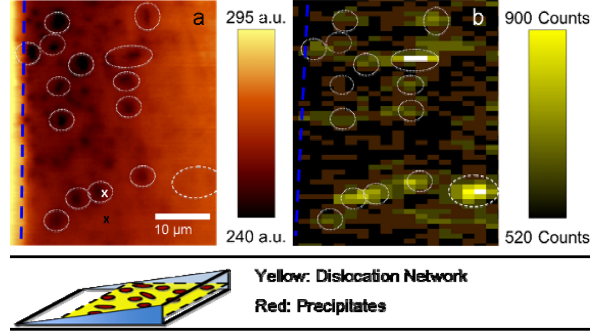 295 a.u.
a
b
900 Counts
x
x
10 µm
240 a.u.
520 Counts
Yellow: Dislocation Network
Red: Precipitates